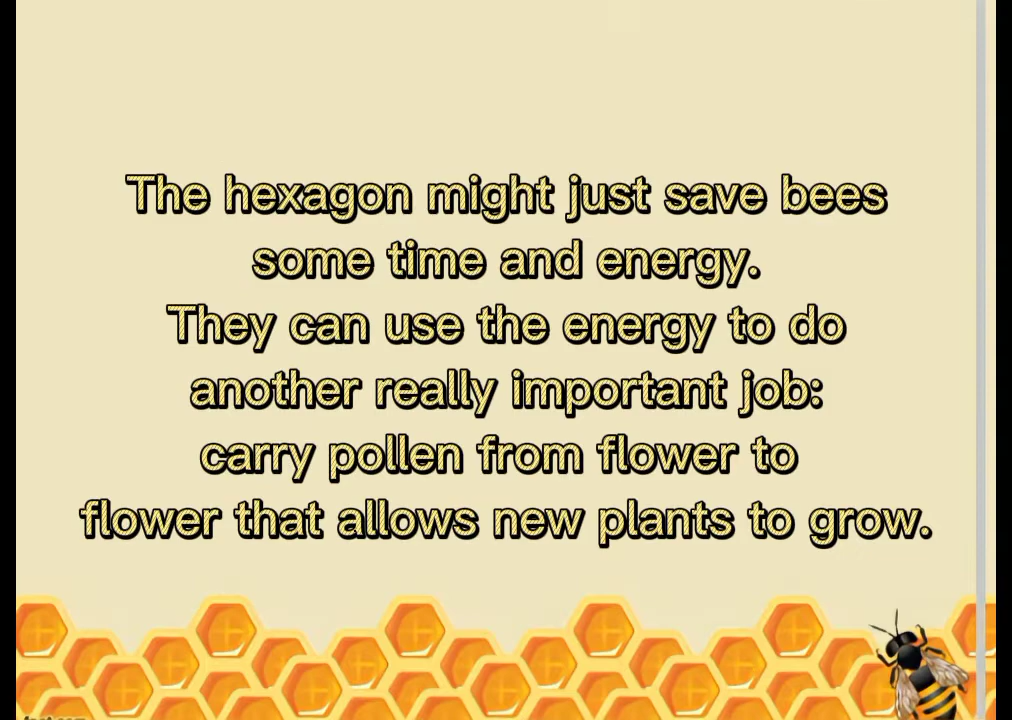 The hexagon might just save bees
some time and energy.
They can use the energy to do
another really important job:
carry pollen from flower to
flower that allows new plants to grow.